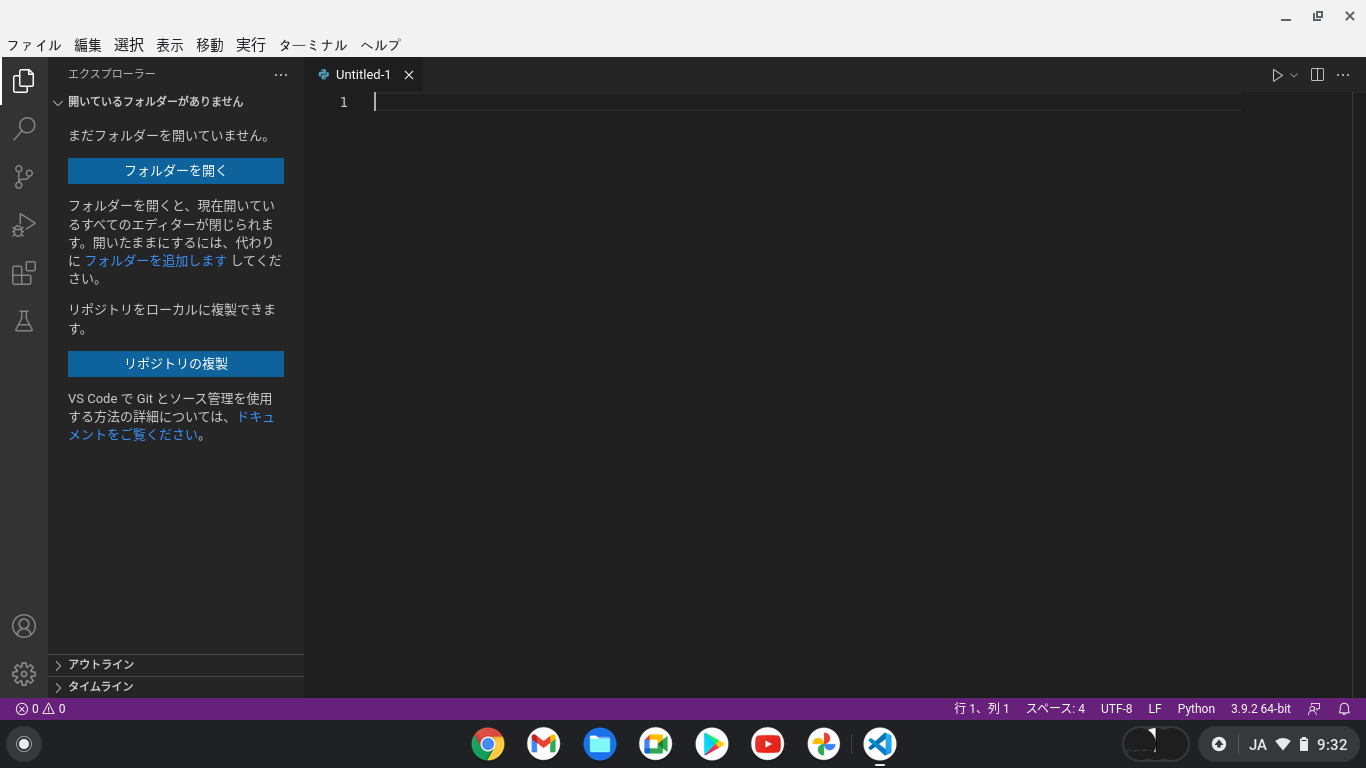 ファイル 編集 選択 表示 移動 実行 ターミナル ヘルプ
エクスプローラー
Untitled-1
開いているフォルダーがありません
1
まだフォルダーを開いていません。
フォルダーを開く
フォルダーを開くと、現在開いてい
るすべてのエディターが閉じられま
す。開いたままにするには、代わり
に フォルダーを追加します してくだ
さい。
リポジトリをローカルに複製できま
す。
リポジトリの複製
VS Code で Git とソース管理を使用
する方法の詳細については、ドキュ
メントをご覧ください。
アウトライン
タイムライン
0 0
行 1、列 1 スペース: 4 UTF-8 LF Python 3.9.2 64-bit
JA 9:32